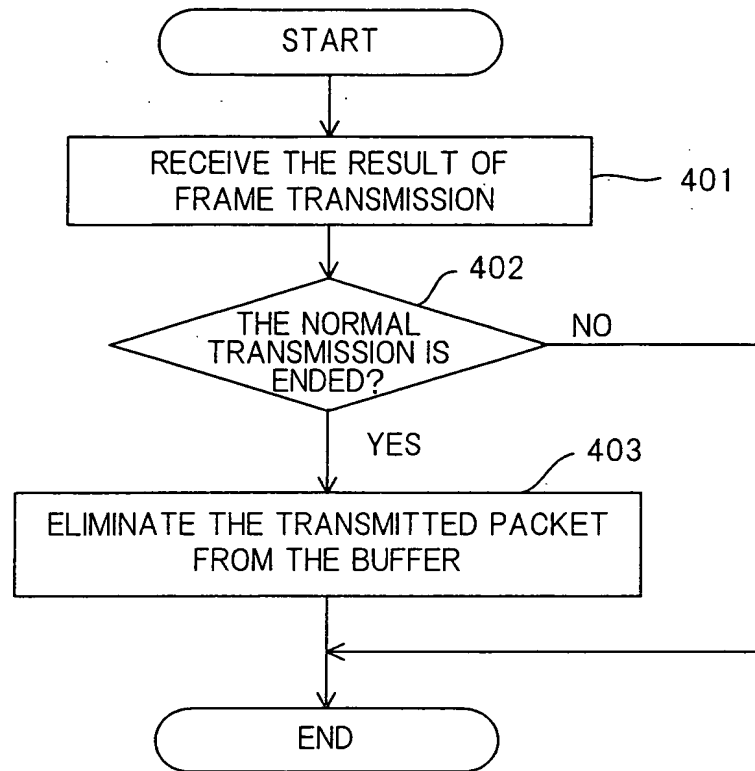 START
RECEIVE THE RESULT OF
FRAME TRANSMISSION
401
402
THE NORMAL
TRANSMISSION IS
ENDED?
NO
YES
403
ELIMINATE THE TRANSMITTED PACKET
FROM THE BUFFER
END